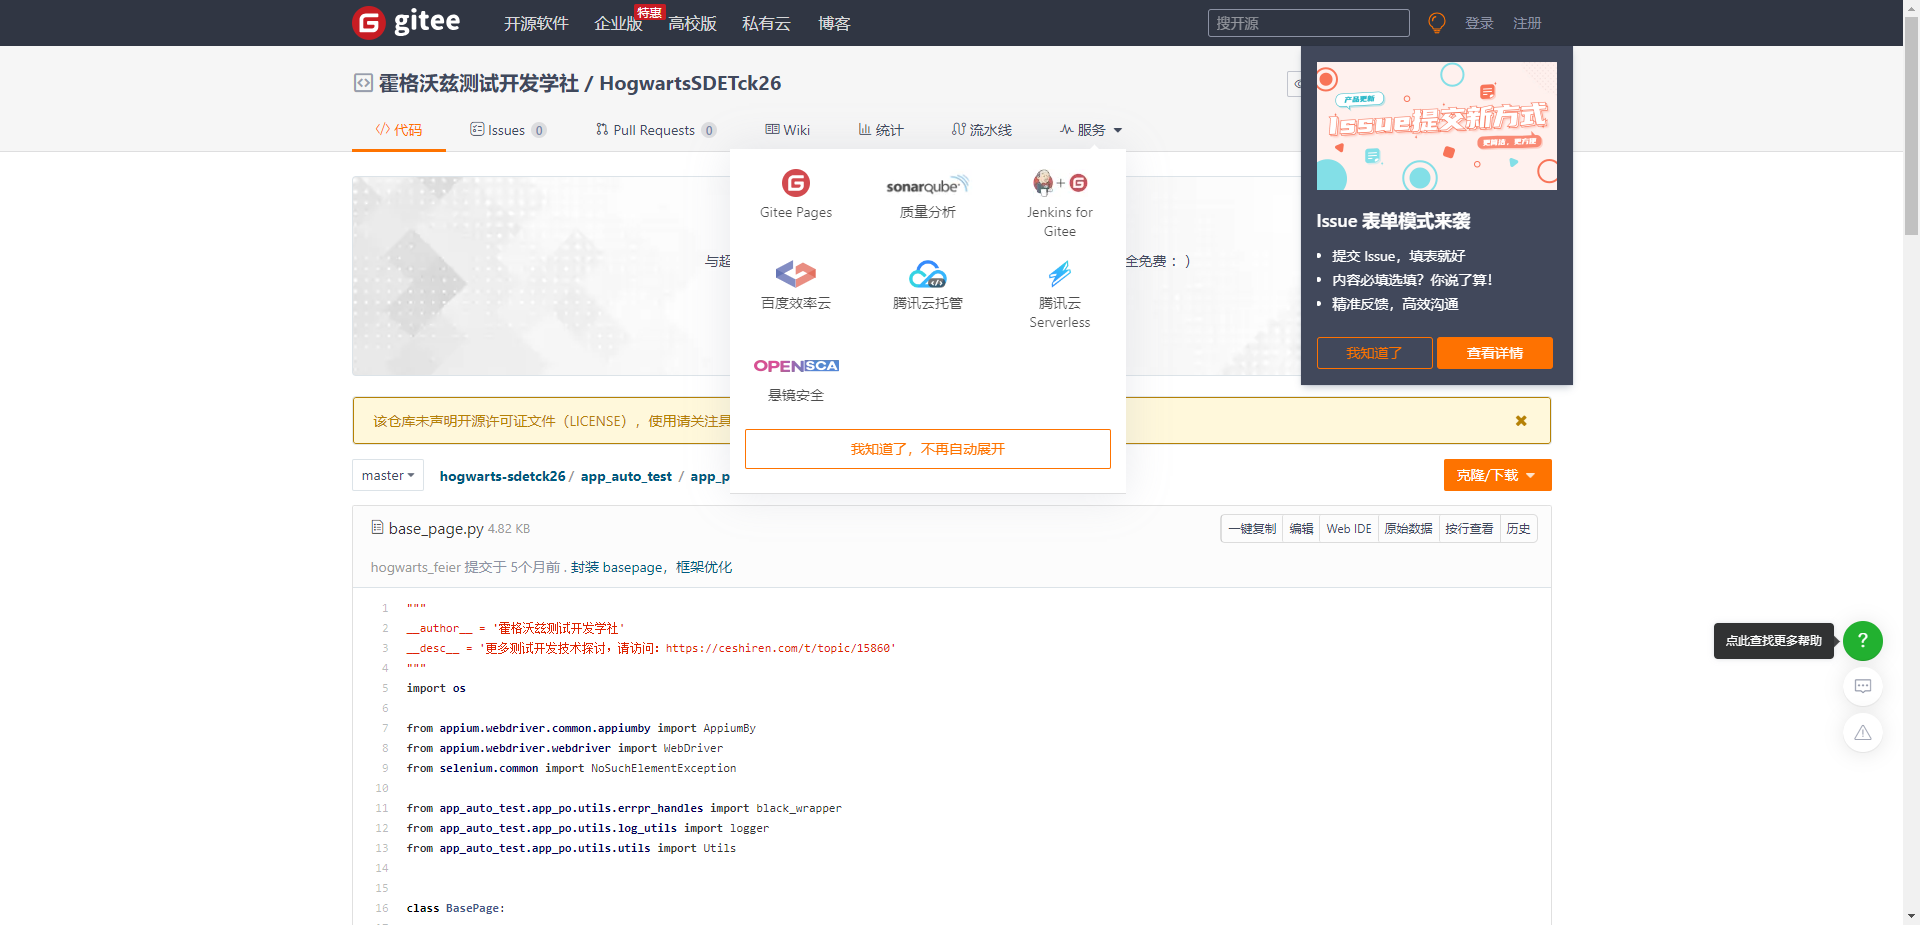 gitee
开源软件
企业版
特惠
高校版
私有云
博客
搜开源
登录
注册
霍格沃兹测试开发学社 / HogwartsSDETck26
代码
Issues 0
Pull Requests 0
Wiki
统计
流水线
服务
Gitee Pages
sonarqube
质量分析
Jenkins for
Gitee
百度效率云
腾讯云托管
腾讯云
Serverless
OPENSCA
悬镜安全
我知道了，不再自动展开
与超
全免费：）
产品更新
Issue提交新方式
更简洁，更方便
Issue 表单模式来袭
提交 Issue，填表就好
内容必填选填？你说了算！
精准反馈，高效沟通
我知道了
查看详情
该仓库未声明开源许可证文件（LICENSE），使用请关注具
master
hogwarts-sdetck26 / app_auto_test / app_p
克隆/下载
base_page.py 4.82 KB
一键复制 编辑 Web IDE 原始数据 按行查看 历史
hogwarts_feier 提交于 5个月前 . 封装 basepage，框架优化
1 """
2 __author__ = '霍格沃兹测试开发学社'
3 __desc__ = '更多测试开发技术探讨，请访问：https://ceshiren.com/t/topic/15860'
4 """
5 import os
6
7 from appium.webdriver.common.appiumby import AppiumBy
8 from appium.webdriver.webdriver import WebDriver
9 from selenium.common import NoSuchElementException
10
11 from app_auto_test.app_po.utils.errpr_handles import black_wrapper
12 from app_auto_test.app_po.utils.log_utils import logger
13 from app_auto_test.app_po.utils.utils import Utils
14
15
16 class BasePage:
点此查找更多帮助
?